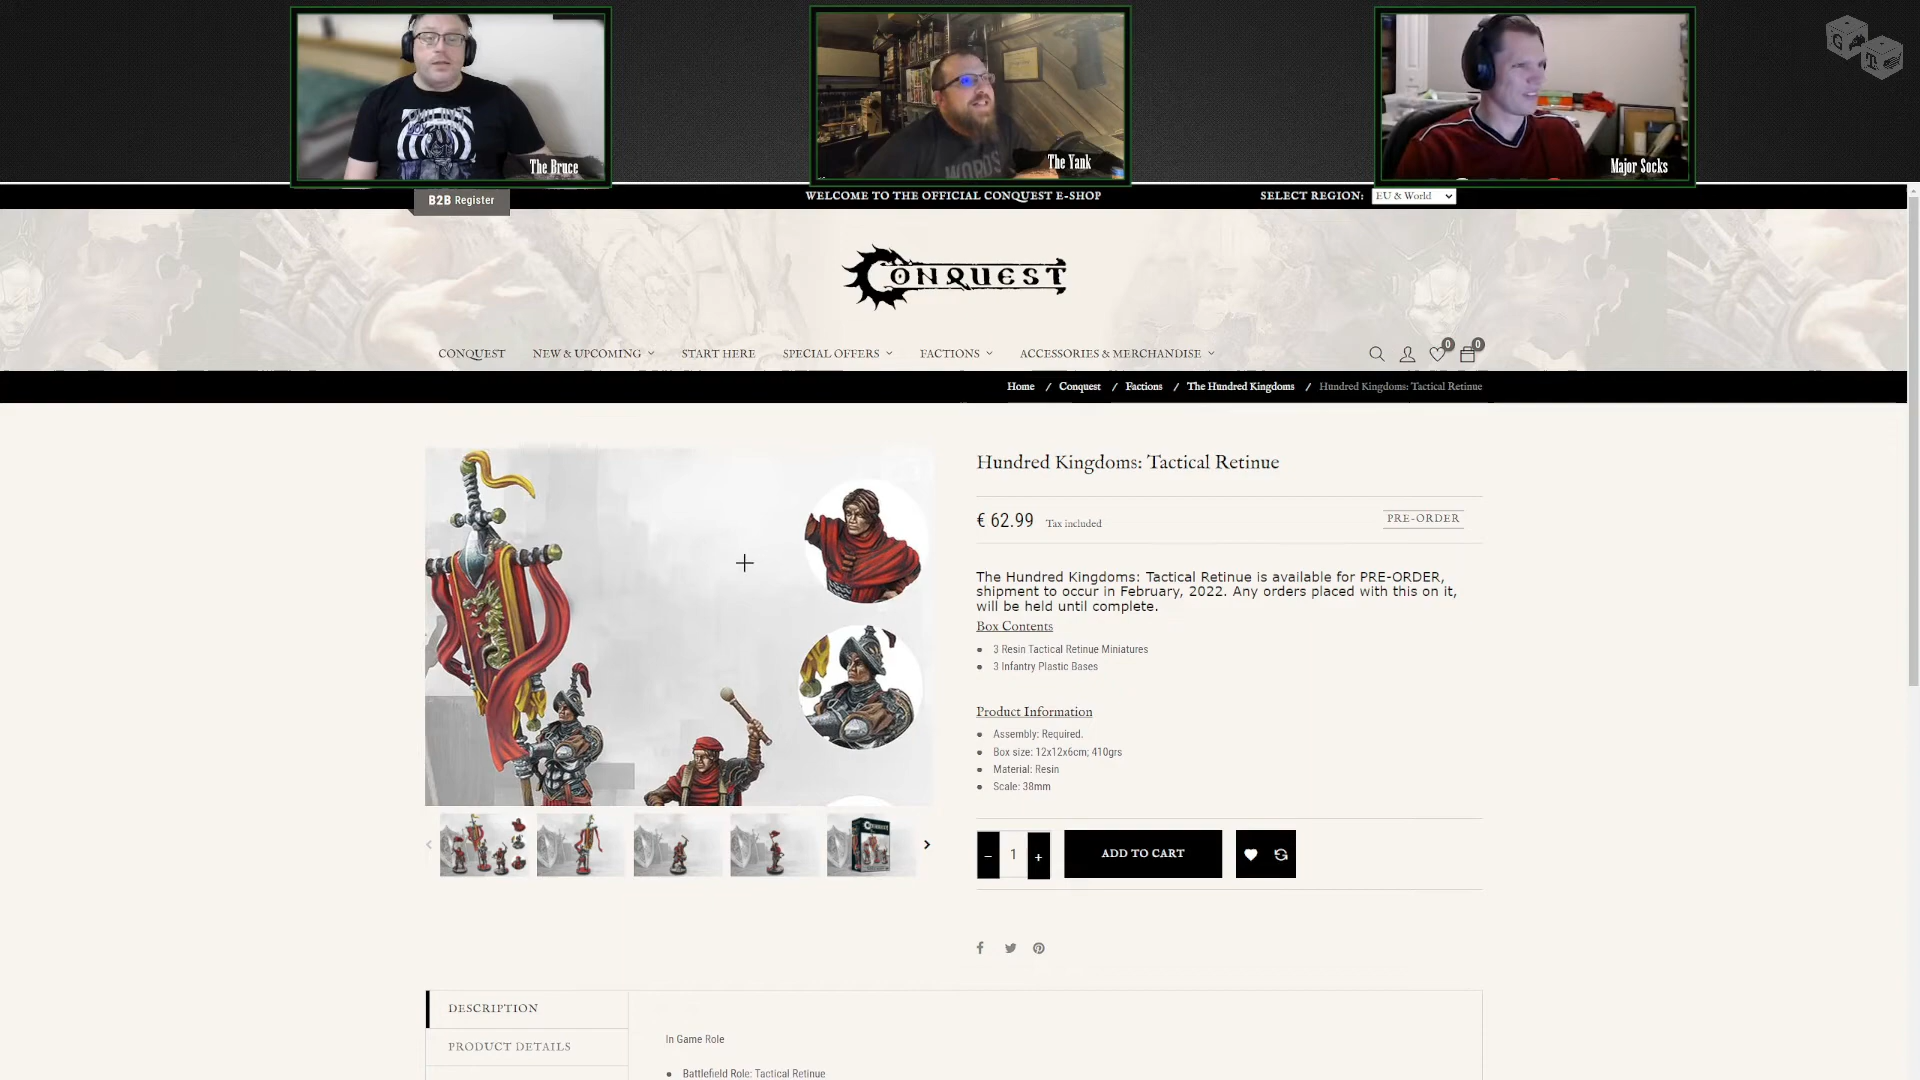 The Bruce
WORDS
The Yank
Major Socks
G
T
B2B Register
WELCOME TO THE OFFICIAL CONQUEST E-SHOP
SELECT REGION: EU & World
CONQUEST
CONQUEST
NEW & UPCOMING
START HERE
SPECIAL OFFERS
FACTIONS
ACCESSORIES & MERCHANDISE
0
0
Home / Conquest / Factions / The Hundred Kingdoms / Hundred Kingdoms: Tactical Retinue
Hundred Kingdoms: Tactical Retinue
€ 62.99 Tax included
PRE-ORDER
The Hundred Kingdoms: Tactical Retinue is available for PRE-ORDER,
shipment to occur in February, 2022. Any orders placed with this on it,
will be held until complete.
Box Contents
3 Resin Tactical Retinue Miniatures
3 Infantry Plastic Bases
Product Information
Assembly: Required.
Box size: 12x12x6cm; 410grs
Material: Resin
Scale: 38mm
CONQUEST
– 1 +
ADD TO CART
DESCRIPTION
PRODUCT DETAILS
In Game Role
Battlefield Role: Tactical Retinue